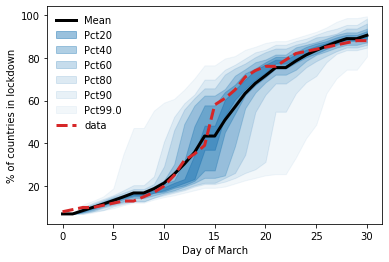 100
80
60
40
20
% of countries in lockdown
Mean
Pct20
Pct40
Pct60
Pct80
Pct90
Pct99.0
data
0 5 10 15 20 25 30
Day of March